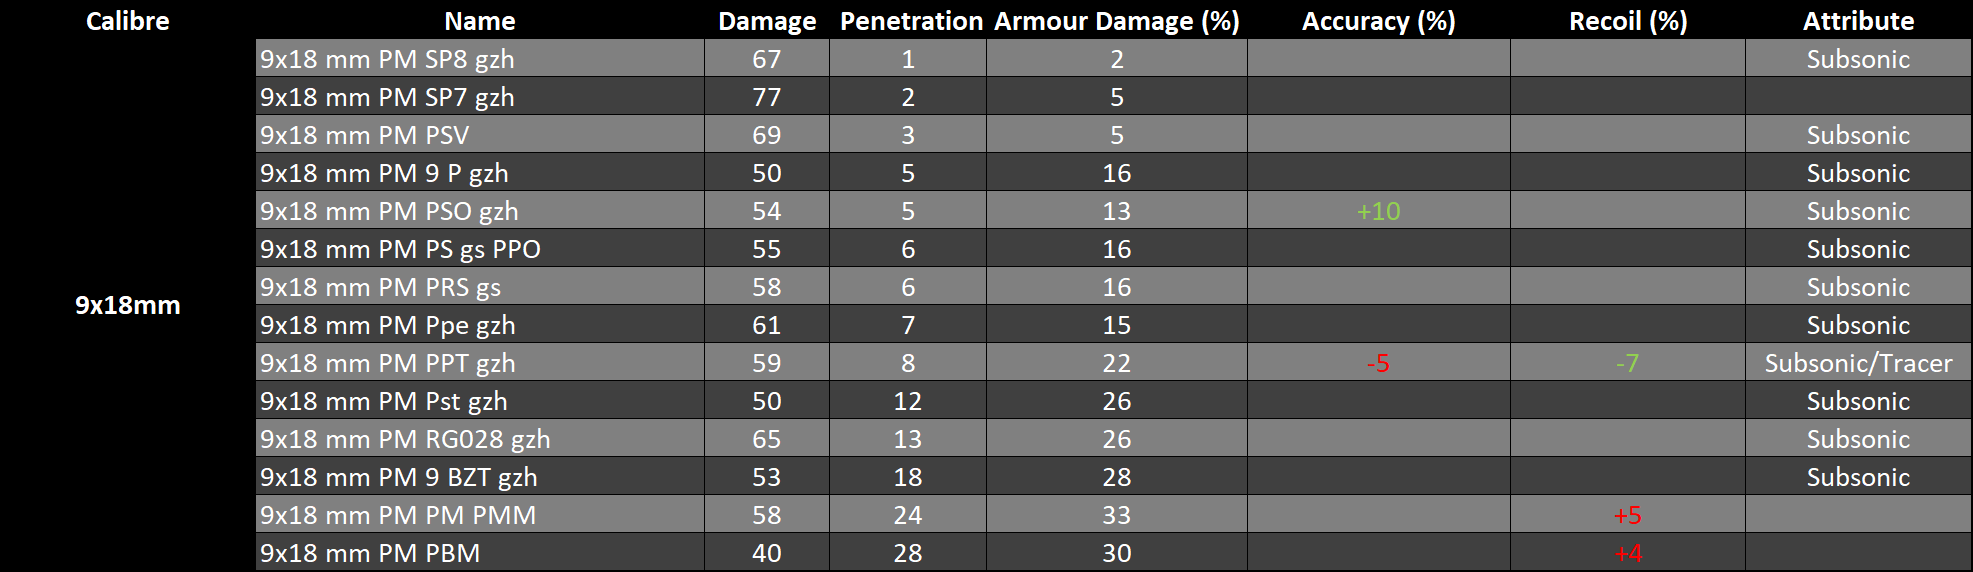 Calibre Name Damage Penetration Armour Damage (%) Accuracy (%) Recoil (%) Attribute
9x18 mm PM SP8 gzh 67 1 2 Subsonic
9x18 mm PM SP7 gzh 77 2 5
9x18 mm PM PSV 69 3 5 Subsonic
9x18 mm PM 9 P gzh 50 5 16 Subsonic
9x18 mm PM PSO gzh 54 5 13 +10 Subsonic
9x18 mm PM PS gs PPO 55 6 16 Subsonic
9x18 mm PM PRS gs 58 6 16 Subsonic
9x18mm
9x18 mm PM Ppe gzh 61 7 15 Subsonic
9x18 mm PM PPT gzh 59 8 22 -5 -7 Subsonic/Tracer
9x18 mm PM Pst gzh 50 12 26 Subsonic
9x18 mm PM RG028 gzh 65 13 26 Subsonic
9x18 mm PM 9 BZT gzh 53 18 28 Subsonic
9x18 mm PM PM PMM 58 24 33 +5
9x18 mm PM PBM 40 28 30 +4